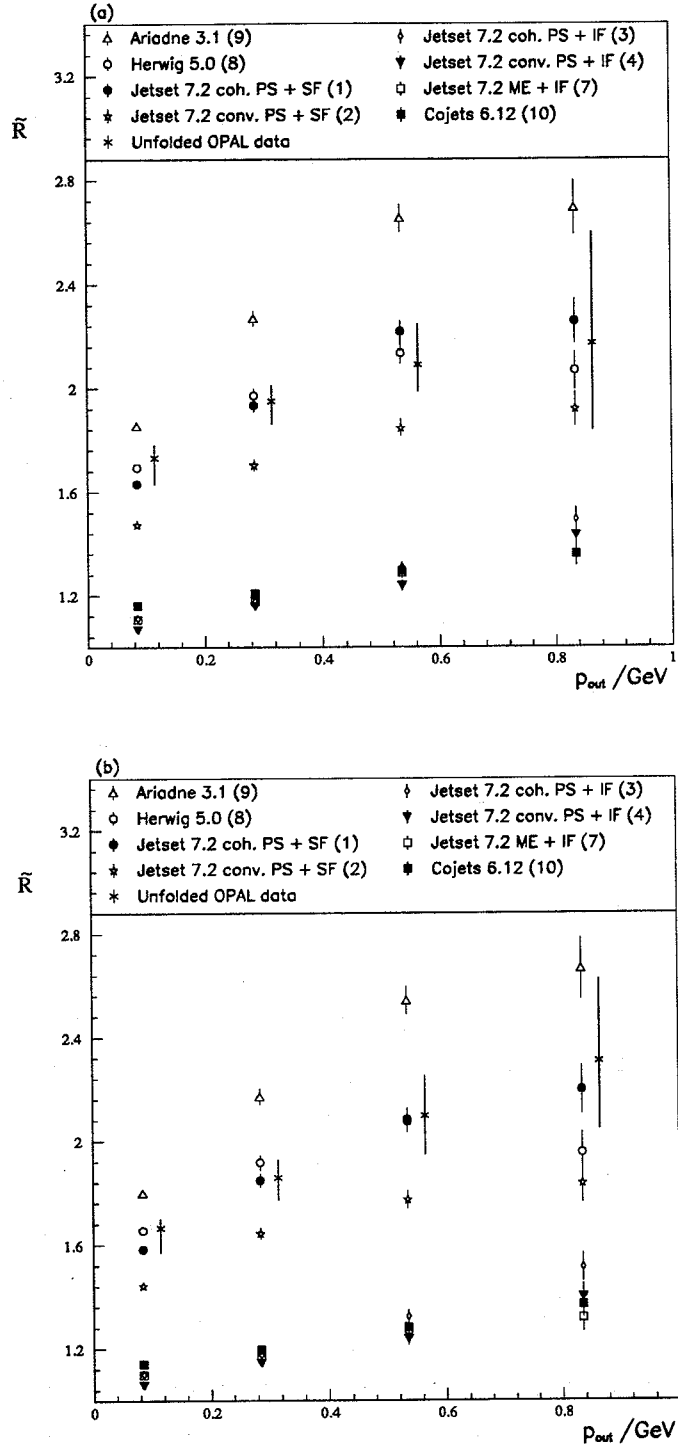 (a)
Ariadne 3.1 (9)
Herwig 5.0 (8)
Jetset 7.2 coh. PS + SF (1)
Jetset 7.2 conv. PS + SF (2)
Unfolded OPAL data
Jetset 7.2 coh. PS + IF (3)
Jetset 7.2 conv. PS + IF (4)
Jetset 7.2 ME + IF (7)
Cojets 6.12 (10)
R̃
3.2
2.8
2.4
2
1.6
1.2
0 0.2 0.4 0.6 0.8 1
pout /GeV
(b)
Ariadne 3.1 (9)
Herwig 5.0 (8)
Jetset 7.2 coh. PS + SF (1)
Jetset 7.2 conv. PS + SF (2)
Unfolded OPAL data
Jetset 7.2 coh. PS + IF (3)
Jetset 7.2 conv. PS + IF (4)
Jetset 7.2 ME + IF (7)
Cojets 6.12 (10)
R̃
3.2
2.8
2.4
2
1.6
1.2
0 0.2 0.4 0.6 0.8
pout /GeV